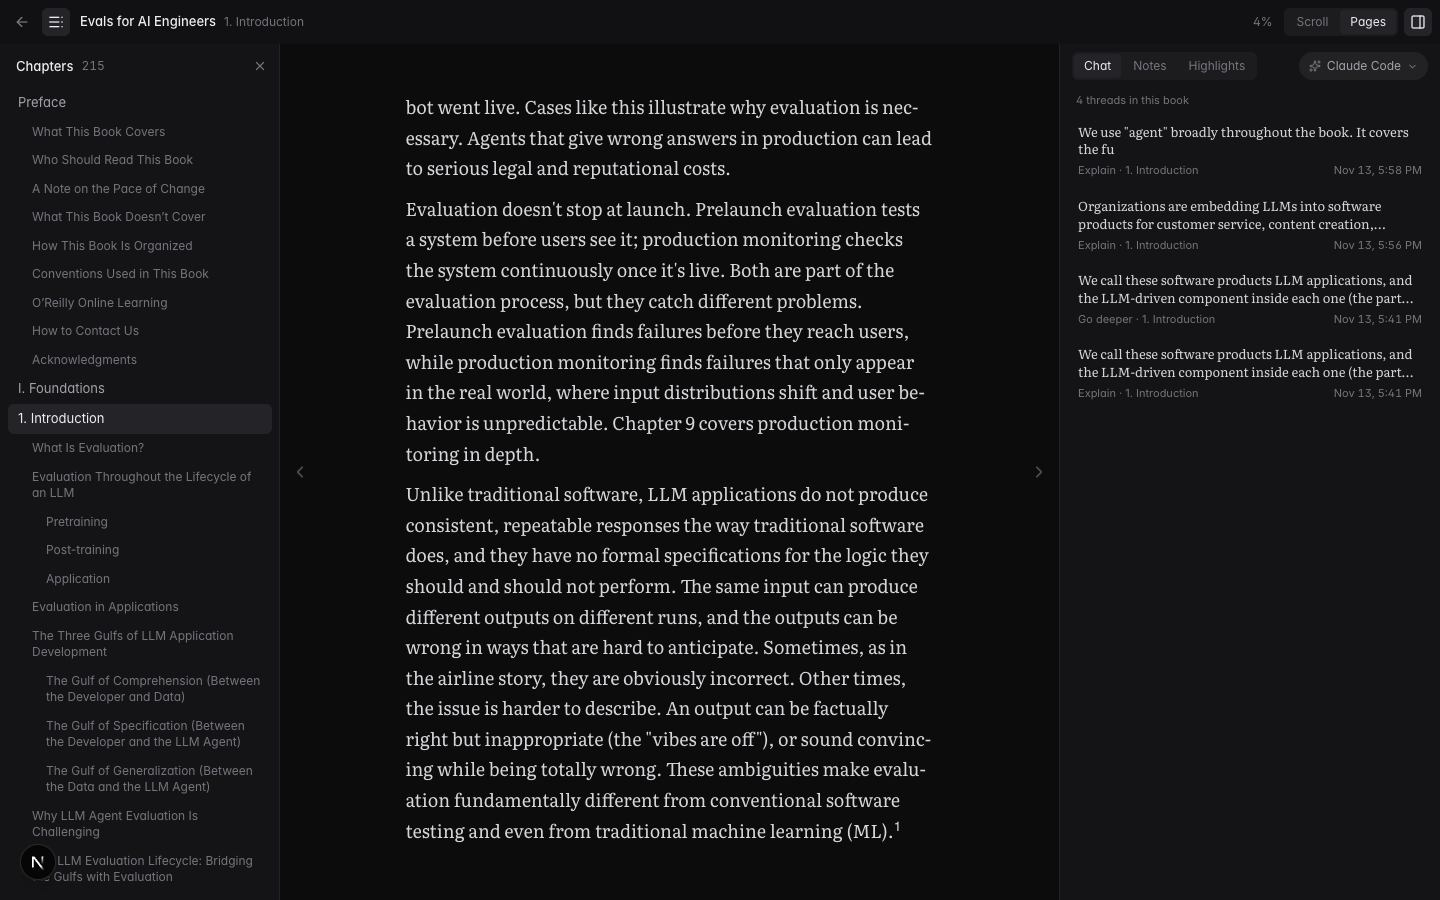 Evals for AI Engineers 1. Introduction
4% Scroll Pages
Chapters 215
Preface
What This Book Covers
Who Should Read This Book
A Note on the Pace of Change
What This Book Doesn’t Cover
How This Book Is Organized
Conventions Used in This Book
O’Reilly Online Learning
How to Contact Us
Acknowledgments
I. Foundations
1. Introduction
What Is Evaluation?
Evaluation Throughout the Lifecycle of
an LLM
Pretraining
Post-training
Application
Evaluation in Applications
The Three Gulfs of LLM Application
Development
The Gulf of Comprehension (Between
the Developer and Data)
The Gulf of Specification (Between
the Developer and the LLM Agent)
The Gulf of Generalization (Between
the Data and the LLM Agent)
Why LLM Agent Evaluation Is
Challenging
LLM Evaluation Lifecycle: Bridging
Gulfs with Evaluation
N
bot went live. Cases like this illustrate why evaluation is nec-
essary. Agents that give wrong answers in production can lead
to serious legal and reputational costs.
Evaluation doesn't stop at launch. Prelaunch evaluation tests
a system before users see it; production monitoring checks
the system continuously once it's live. Both are part of the
evaluation process, but they catch different problems.
Prelaunch evaluation finds failures before they reach users,
while production monitoring finds failures that only appear
in the real world, where input distributions shift and user be-
havior is unpredictable. Chapter 9 covers production moni-
toring in depth.
Unlike traditional software, LLM applications do not produce
consistent, repeatable responses the way traditional software
does, and they have no formal specifications for the logic they
should and should not perform. The same input can produce
different outputs on different runs, and the outputs can be
wrong in ways that are hard to anticipate. Sometimes, as in
the airline story, they are obviously incorrect. Other times,
the issue is harder to describe. An output can be factually
right but inappropriate (the "vibes are off"), or sound convinc-
ing while being totally wrong. These ambiguities make evalu-
ation fundamentally different from conventional software
testing and even from traditional machine learning (ML).1
Chat Notes Highlights Claude Code
4 threads in this book
We use "agent" broadly throughout the book. It covers
the fu
Explain · 1. Introduction Nov 13, 5:58 PM
Organizations are embedding LLMs into software
products for customer service, content creation,...
Explain · 1. Introduction Nov 13, 5:56 PM
We call these software products LLM applications, and
the LLM-driven component inside each one (the part...
Go deeper · 1. Introduction Nov 13, 5:41 PM
We call these software products LLM applications, and
the LLM-driven component inside each one (the part...
Explain · 1. Introduction Nov 13, 5:41 PM